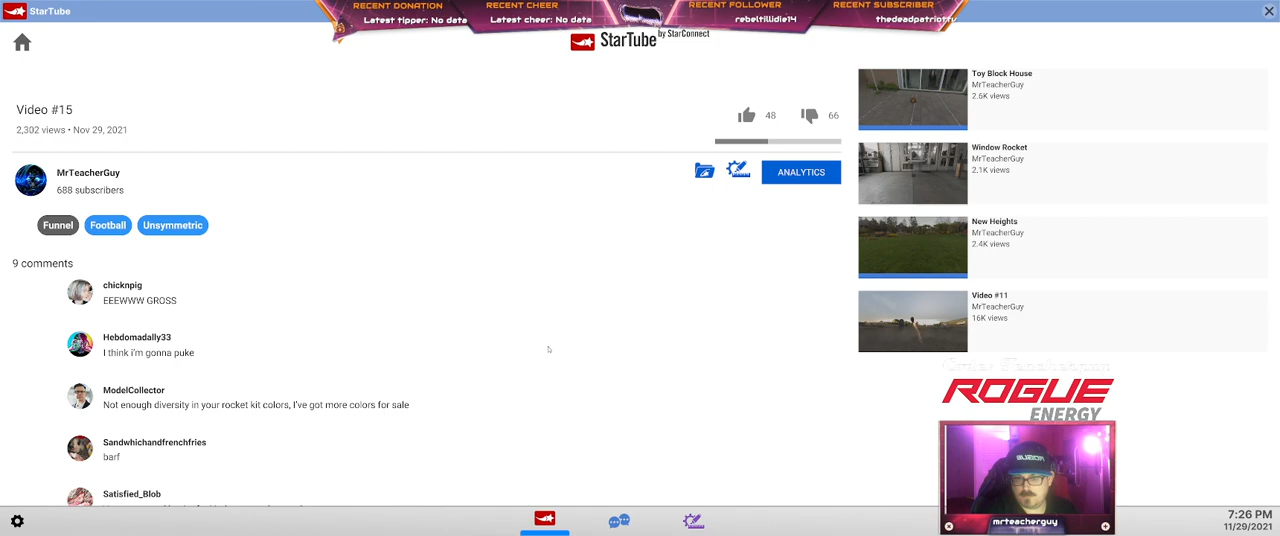 StarTube
RECENT DONATION
Latest tipper: No data
RECENT CHEER
Latest cheer: No data
RECENT FOLLOWER
rebeltillidie14
RECENT SUBSCRIBER
thedeadpatriottv
StarTube by StarConnect
Video #15
2,302 views • Nov 29, 2021
48
66
MrTeacherGuy
688 subscribers
ANALYTICS
Funnel
Football
Unsymmetric
9 comments
chicknpig
EEEWWW GROSS
Hebdomadally33
I think i'm gonna puke
ModelCollector
Not enough diversity in your rocket kit colors, I've got more colors for sale
Sandwhichandfrenchfries
barf
Satisfied_Blob
Toy Block House
MrTeacherGuy
2.6K views
Window Rocket
MrTeacherGuy
2.1K views
New Heights
MrTeacherGuy
2.4K views
Video #11
MrTeacherGuy
16K views
ROGUE
ENERGY
mrteacherguy
7:26 PM
11/29/2021